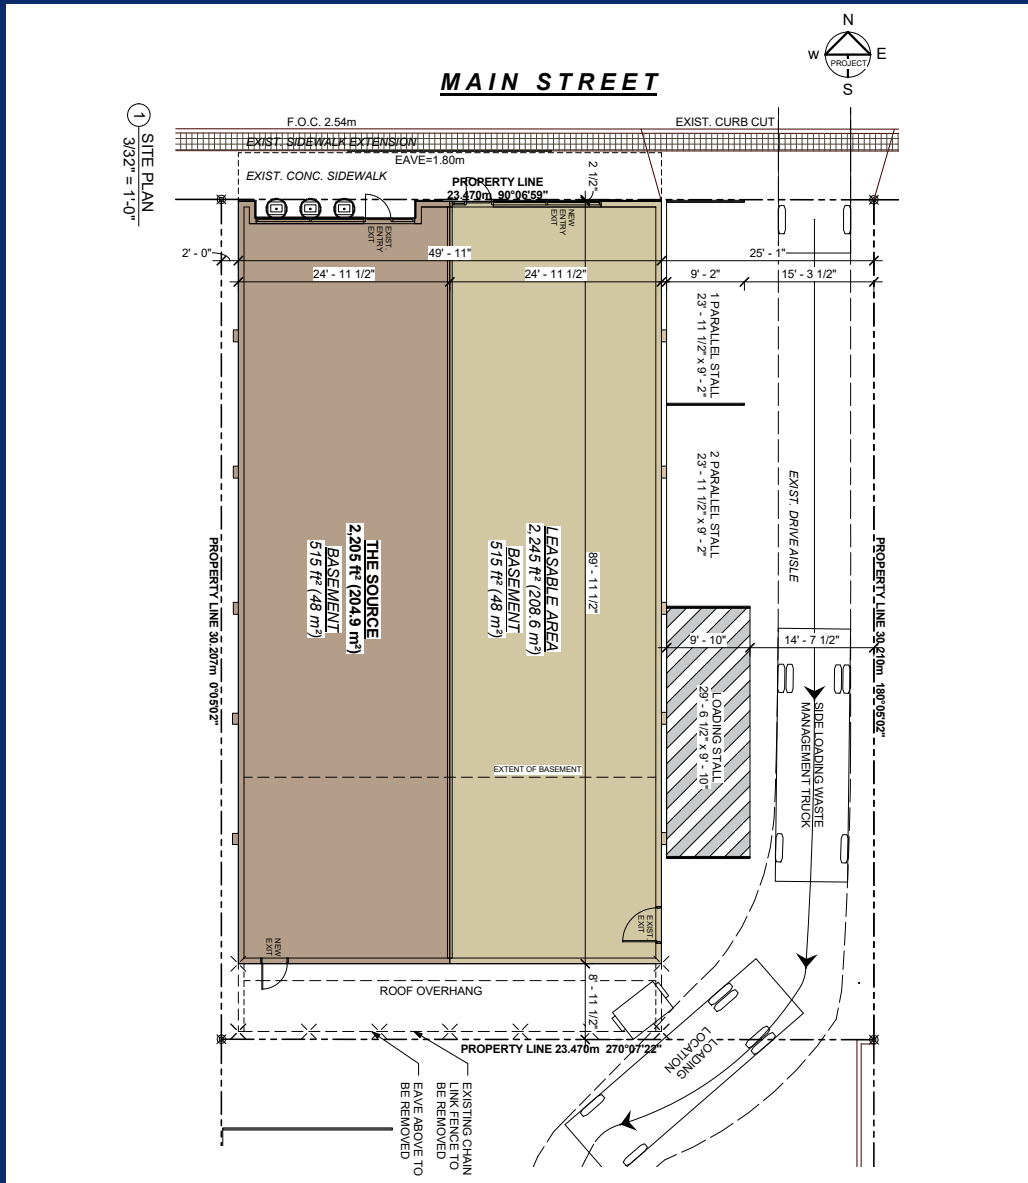 N
W
E
PROJECT
S
MAIN STREET
1
SITE PLAN
3/32" = 1'-0"
F.O.C. 2.54m
EXIST. CURB CUT
EXIST. SIDEWALK EXTENSION
EAVE=1.80m
EXIST. CONC. SIDEWALK
PROPERTY LINE
23.470m 90°06'59"
2 1/2"
EXIST.
ENTRY
EXIT
NEW
ENTRY
EXIT
2' - 0"
49' - 11"
25' - 1"
24' - 11 1/2"
24' - 11 1/2"
9' - 2"
15' - 3 1/2"
1 PARALLEL STALL
23' - 11 1/2" x 9' - 2"
2 PARALLEL STALL
23' - 11 1/2" x 9' - 2"
EXIST. DRIVE AISLE
PROPERTY LINE 30.207m 0°05'02"
THE SOURCE
2,205 ft² (204.9 m²)
BASEMENT
515 ft² (48 m²)
LEASABLE AREA
2,245 ft² (208.6 m²)
BASEMENT
515 ft² (48 m²)
89' - 11 1/2"
PROPERTY LINE 30.210m 180°05'02"
9' - 10"
14' - 7 1/2"
LOADING STALL
29' - 6 1/2" x 9' - 10"
SIDE LOADING WASTE
MANAGEMENT TRUCK
EXTENT OF BASEMENT
EXIST.
EXIT
NEW
EXIT
ROOF OVERHANG
8' - 11 1/2"
LOADING
LOCATION
PROPERTY LINE 23.470m 270°07'22"
EXISTING CHAIN
LINK FENCE TO
BE REMOVED
EAVE ABOVE TO
BE REMOVED